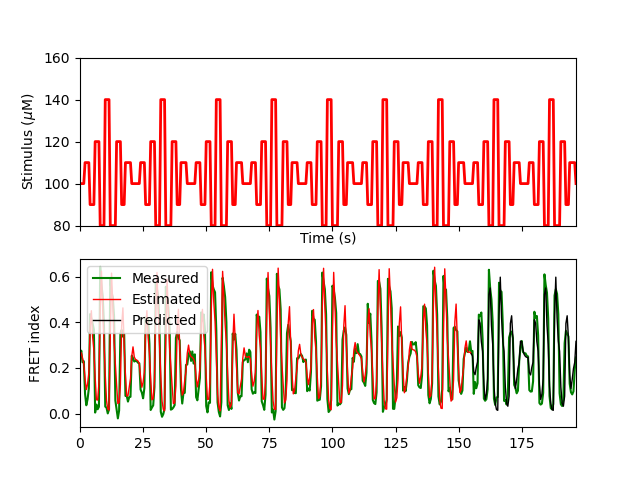 160
140
120
100
80
Stimulus (μM)
Time (s)
0.6
0.4
0.2
0.0
FRET index
Measured
Estimated
Predicted
0 25 50 75 100 125 150 175